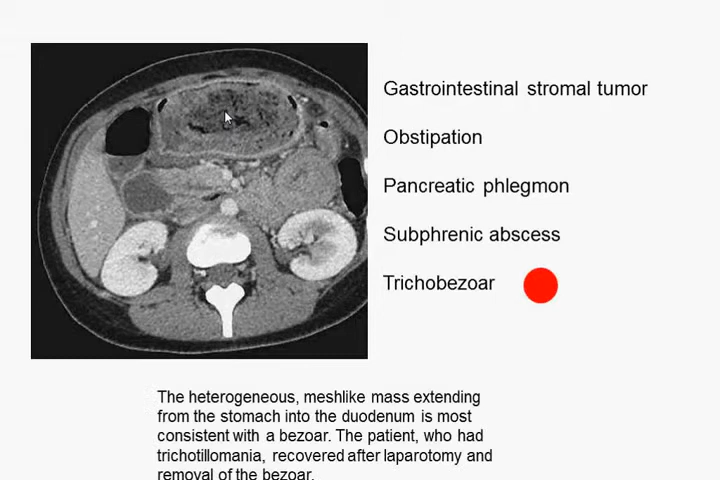 Gastrointestinal stromal tumor
Obstipation
Pancreatic phlegmon
Subphrenic abscess
Trichobezoar
The heterogeneous, meshlike mass extending
from the stomach into the duodenum is most
consistent with a bezoar. The patient, who had
trichotillomania, recovered after laparotomy and
removal of the bezoar.